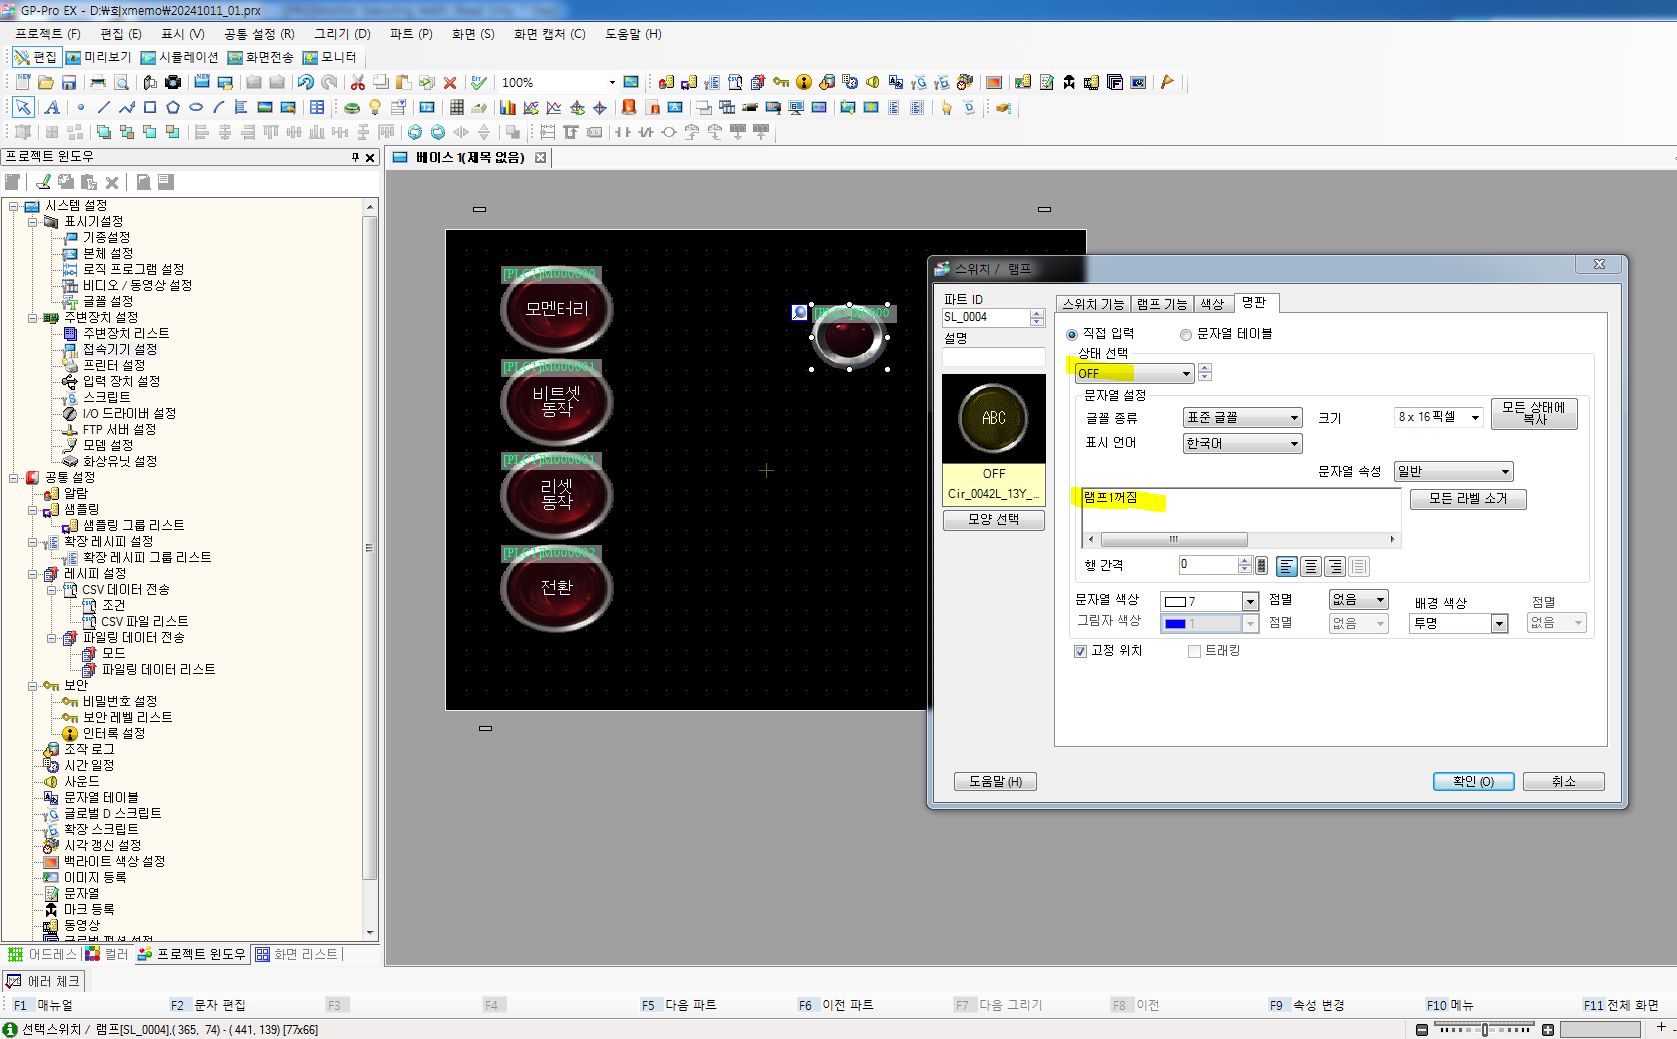 GP-Pro EX - D:₩회xmemo₩20241011_01.prx
프로젝트 (F) 편집 (E) 표시 (V) 공통 설정 (R) 그리기 (D) 파트 (P) 화면 (S) 화면 캡처 (C) 도움말 (H)
편집 미리보기 시뮬레이션 화면전송 모니터
100%
프로젝트 윈도우
베이스 1(제목 없음)
시스템 설정
표시기설정
기종설정
본체 설정
로직 프로그램 설정
비디오 / 동영상 설정
글꼴 설정
주변장치 설정
주변장치 리스트
접속기기 설정
프린터 설정
입력 장치 설정
스크립트
I/O 드라이버 설정
FTP 서버 설정
모뎀 설정
화상유닛 설정
공통 설정
알람
샘플링
샘플링 그룹 리스트
확장 레시피 설정
확장 레시피 그룹 리스트
레시피 설정
CSV 데이터 전송
조건
CSV 파일 리스트
파일링 데이터 전송
모드
파일링 데이터 리스트
보안
비밀번호 설정
보안 레벨 리스트
인터록 설정
조작 로그
시간 일정
사운드
문자열 테이블
글로벌 D 스크립트
확장 스크립트
시각 갱신 설정
백라이트 색상 설정
이미지 등록
문자열
마크 등록
동영상
어드레스 컬러 프로젝트 윈도우 화면 리스트
[PLC1]M000000
모멘터리
[PLC1]M000001
비트셋
동작
[PLC1]M000001
리셋
동작
[PLC1]M000002
전환
스위치 / 램프
파트 ID
SL_0004
설명
ABC
OFF
Cir_0042L_13Y_...
모양 선택
스위치 기능 램프 기능 색상 명판
직접 입력 문자열 테이블
상태 선택
OFF
문자열 설정
글꼴 종류 표준 글꼴 크기 8 x 16 픽셀 모든 상태에
복사
표시 언어 한국어
문자열 속성 일반
램프1꺼짐
모든 라벨 소거
행 간격 0
문자열 색상 7 점멸 없음 배경 색상 점멸
그림자 색상 1 점멸 없음 투명 없음
고정 위치 트래킹
도움말 (H) 확인 (O) 취소
에러 체크
F1 매뉴얼 F2 문자 편집 F3 F4 F5 다음 파트 F6 이전 파트 F7 다음 그리기 F8 이전 F9 속성 변경 F10 메뉴 F11 전체 화면
선택스위치 / 램프[SL_0004],( 365, 74) - ( 441, 139) [77x66]